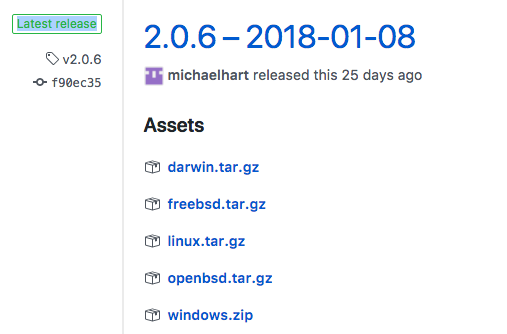 Latest release
v2.0.6
f90ec35
2.0.6 – 2018-01-08
michaelhart released this 25 days ago
Assets
darwin.tar.gz
freebsd.tar.gz
linux.tar.gz
openbsd.tar.gz
windows.zip